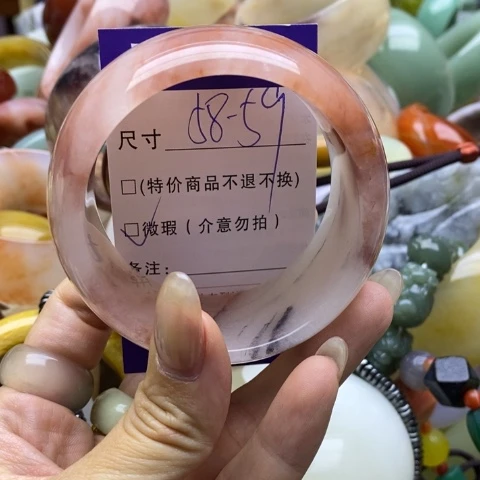 尺寸 58-59
□(特价商品不退不换)
☑微瑕(介意勿拍)
备注: